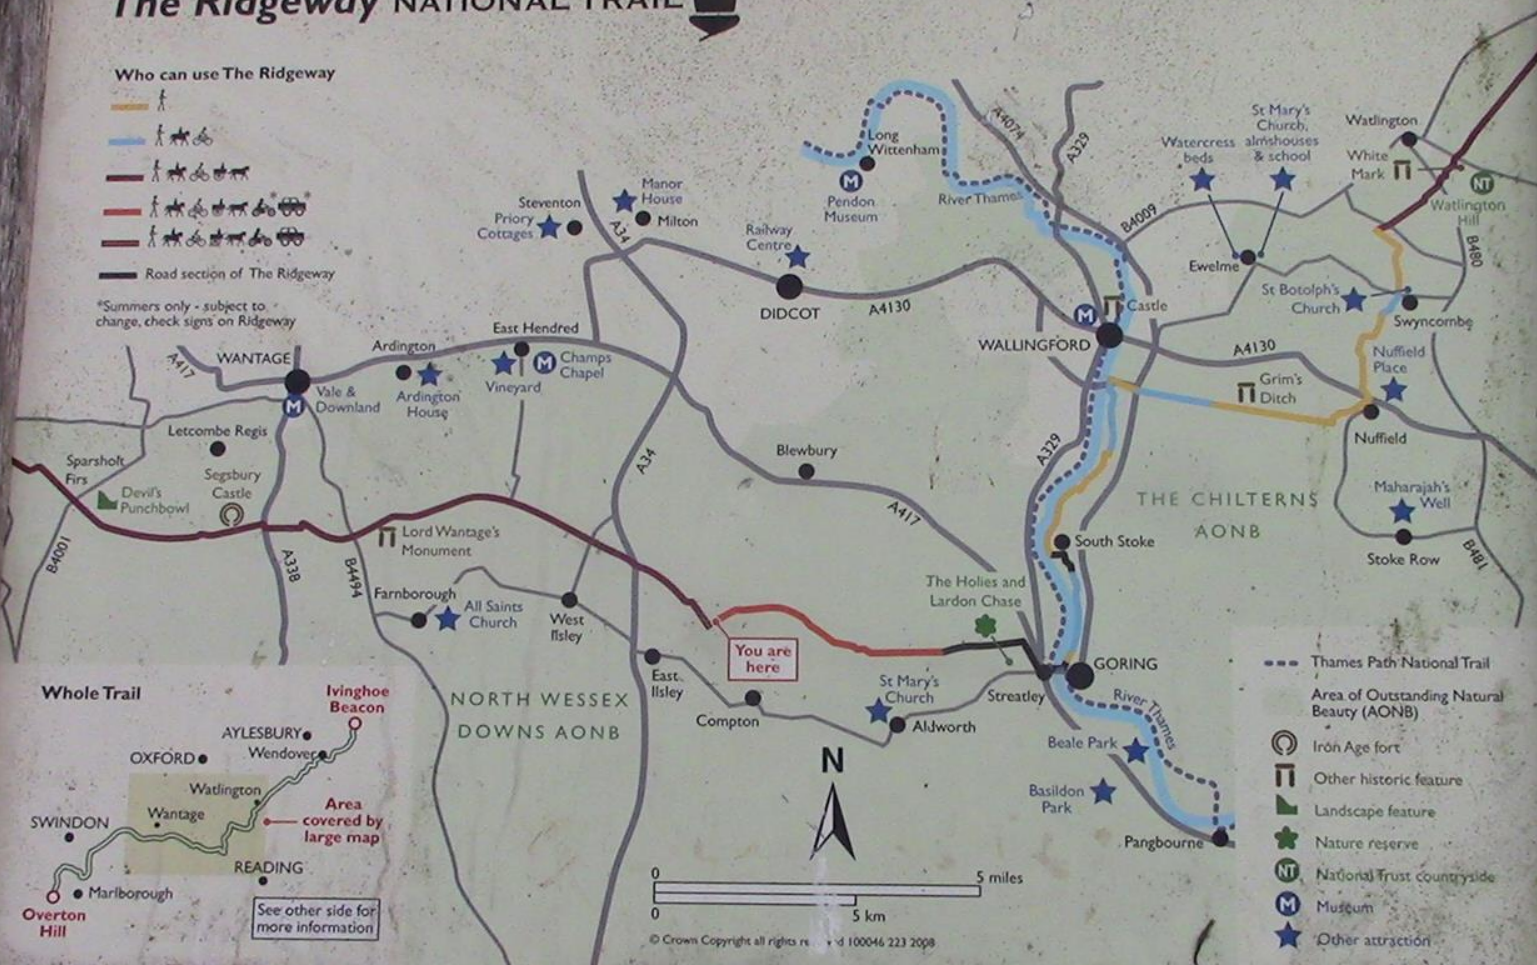 The Ridgeway NATIONAL TRAIL
Who can use The Ridgeway
Road section of The Ridgeway
*Summers only - subject to
change, check signs on Ridgeway
A4074
A329
Long
Wittenham
M
Pendon
Museum
River Thames
Watercress
beds
St Mary's
Church,
almshouses
& school
Watlington
White
Mark
NT
Watlington
Hill
B480
B4009
Ewelme
St Botolph's
Church
Swyncombe
Steventon
Priory
Cottages
Manor
House
Milton
A34
Railway
Centre
DIDCOT
A4130
M
Castle
WALLINGFORD
A4130
Nuffield
Place
Grim's
Ditch
Nuffield
East Hendred
Ardington
WANTAGE
A417
M
Vale &
Downland
Ardington
House
Vineyard
M
Champs
Chapel
Letcombe Regis
Sparsholt
Firs
Devil's
Punchbowl
Segsbury
Castle
A34
Blewbury
A417
A329
THE CHILTERNS
AONB
Maharajah's
Well
Stoke Row
B481
B4001
A338
B4494
Lord Wantage's
Monument
South Stoke
Farnborough
All Saints
Church
West
Ilsley
The Holies and
Lardon Chase
You are
here
East
Ilsley
Compton
St Mary's
Church
Aldworth
Streatley
GORING
River Thames
NORTH WESSEX
DOWNS AONB
Beale Park
Basildon
Park
Pangbourne
N
0
5 miles
0
5 km
© Crown Copyright all rights 100046 223 2008
Whole Trail
Ivinghoe
Beacon
AYLESBURY
OXFORD
Wendover
Watlington
Wantage
SWINDON
Area
covered by
large map
READING
Marlborough
Overton
Hill
See other side for
more information
Thames Path National Trail
Area of Outstanding Natural
Beauty (AONB)
Iron Age fort
Other historic feature
Landscape feature
Nature reserve
NT
National Trust countryside
M
Museum
Other attraction